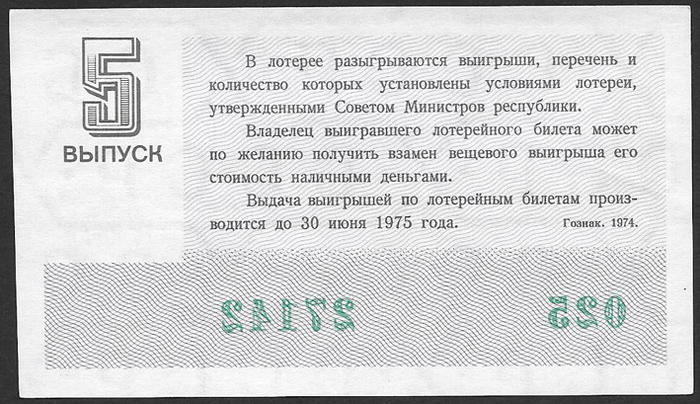 5
ВЫПУСК
В лотерее разыгрываются выигрыши, перечень и
количество которых установлены условиями лотереи,
утвержденными Советом Министров республики.
Владелец выигравшего лотерейного билета может
по желанию получить взамен вещевого выигрыша его
стоимость наличными деньгами.
Выдача выигрышей по лотерейным билетам произ-
водится до 30 июня 1975 года.
Гознак. 1974.
025
27142